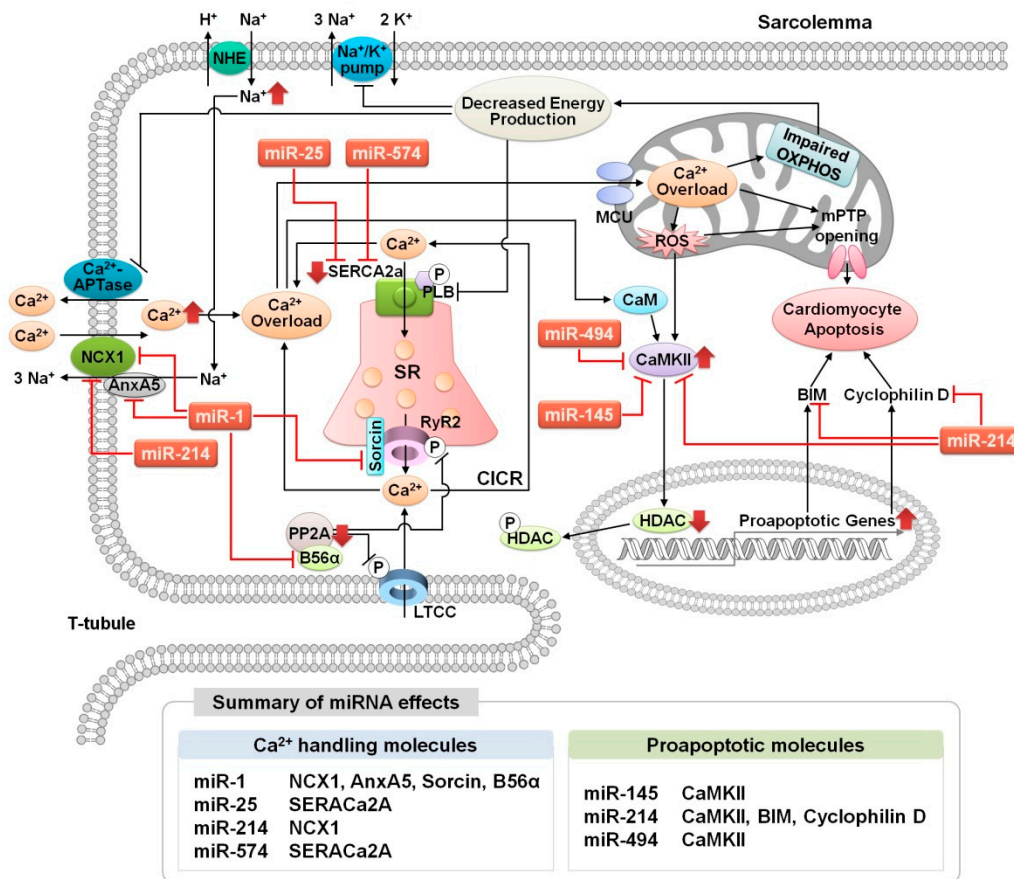 H⁺ Na⁺ 3 Na⁺ 2 K⁺
Sarcolemma
NHE
Na⁺/K⁺
pump
Na⁺
Decreased Energy
Production
miR-25
miR-574
Impaired
OXPHOS
Ca²⁺
Overload
MCU
ROS
mPTP
opening
Ca²⁺
SERCA2a
P
PLB
Ca²⁺-
APTase
Ca²⁺
Ca²⁺
Ca²⁺
Overload
CaM
Cardiomyocyte
Apoptosis
Ca²⁺
miR-494
NCX1
CaMKII
3 Na⁺
AnxA5
Na⁺
SR
BIM
Cyclophilin D
miR-1
miR-145
RyR2
miR-214
Sorcin
P
miR-214
Ca²⁺
CICR
PP2A
B56α
P
P
HDAC
HDAC
Proapoptotic Genes
LTCC
T-tubule
Summary of miRNA effects
Ca²⁺ handling molecules
miR-1 NCX1, AnxA5, Sorcin, B56α
miR-25 SERACa2A
miR-214 NCX1
miR-574 SERACa2A
Proapoptotic molecules
miR-145 CaMKII
miR-214 CaMKII, BIM, Cyclophilin D
miR-494 CaMKII